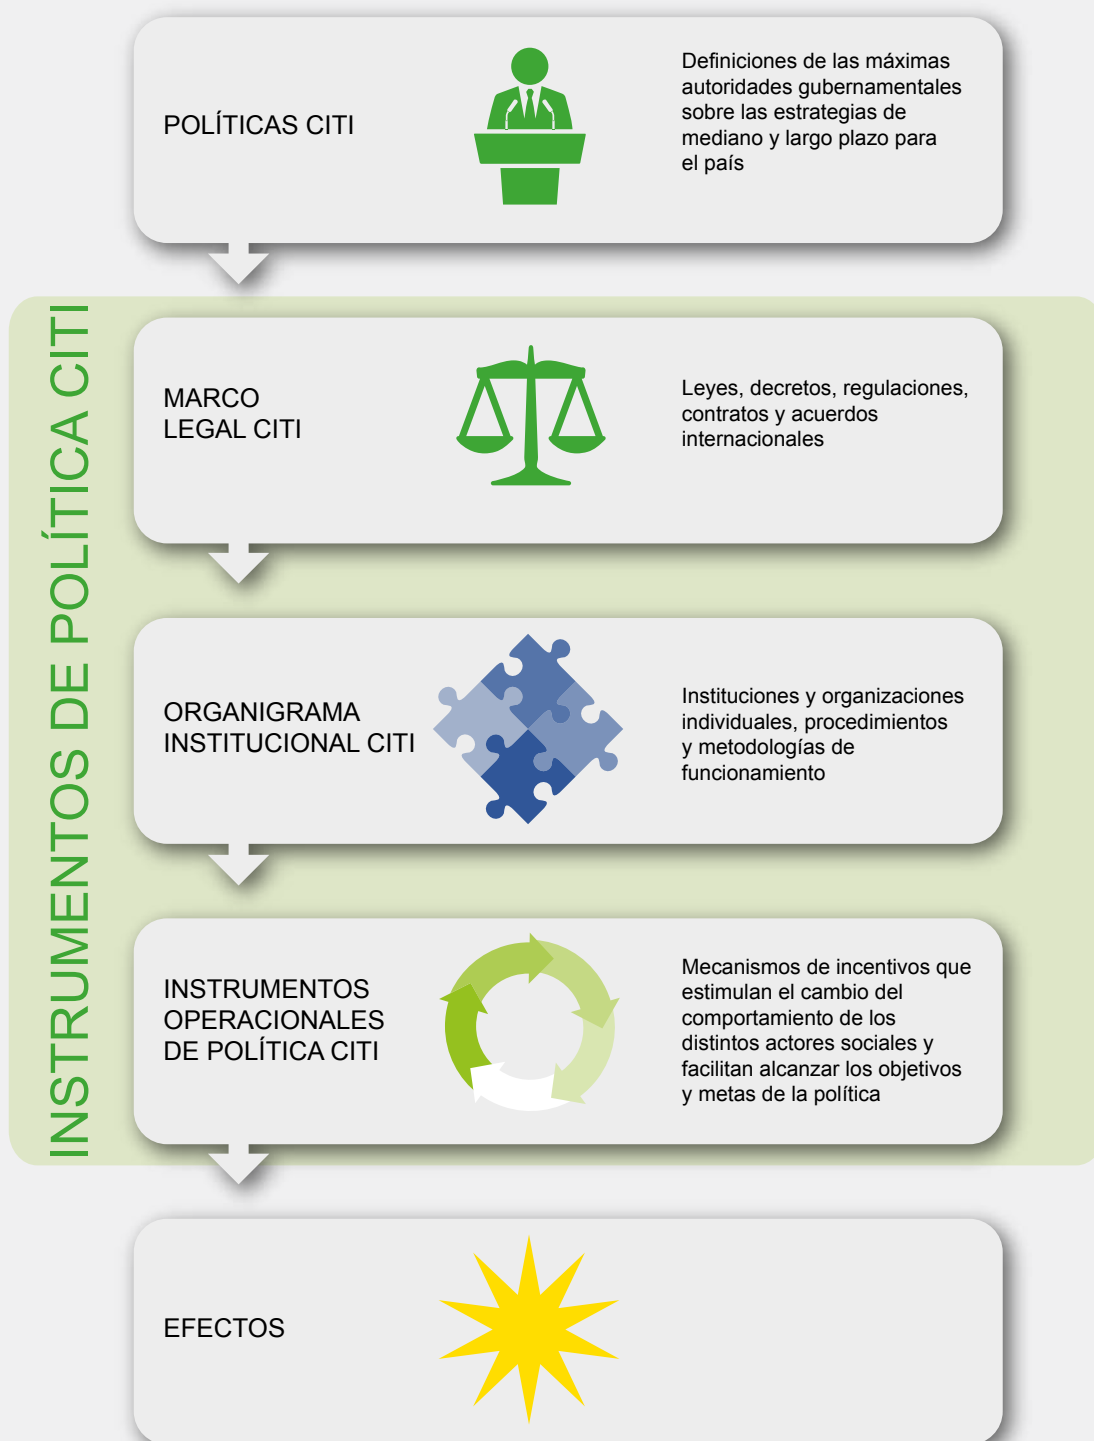 POLÍTICAS CITI
Definiciones de las máximas
autoridades gubernamentales
sobre las estrategias de
mediano y largo plazo para
el país
INSTRUMENTOS DE POLÍTICA CITI
MARCO
LEGAL CITI
Leyes, decretos, regulaciones,
contratos y acuerdos
internacionales
ORGANIGRAMA
INSTITUCIONAL CITI
Instituciones y organizaciones
individuales, procedimientos
y metodologías de
funcionamiento
INSTRUMENTOS
OPERACIONALES
DE POLÍTICA CITI
Mecanismos de incentivos que
estimulan el cambio del
comportamiento de los
distintos actores sociales y
facilitan alcanzar los objetivos
y metas de la política
EFECTOS